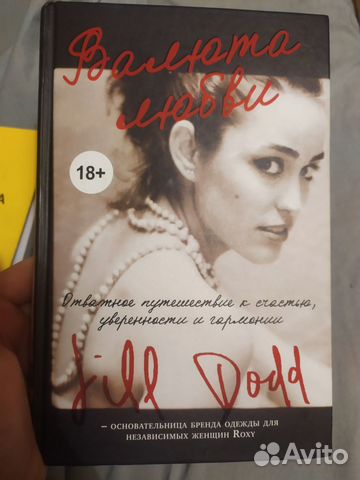 Валюта
любви
18+
А
Отважное путешествие к счастью,
уверенности и гармонии
Jill Dodd
– основательница бренда одежды для
независимых женщин Roxy
Avito